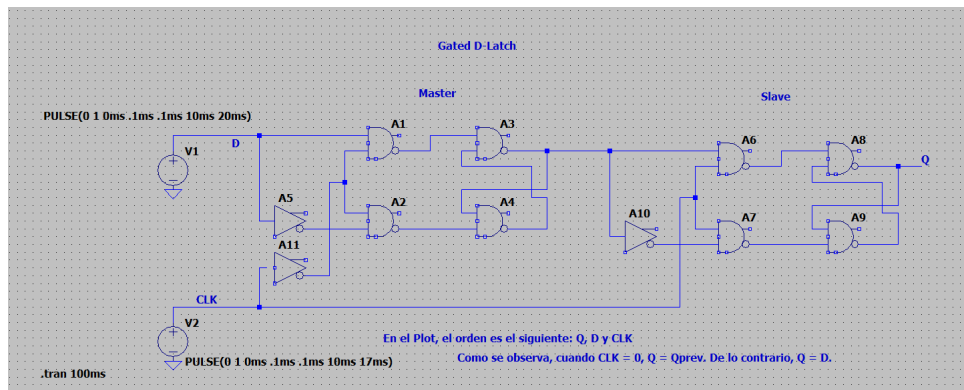 Gated D-Latch
Master
Slave
PULSE(0 1 0ms .1ms .1ms 10ms 20ms)
V1
D
A1
A3
A6
A8
Q
A5
A2
A4
A10
A7
A9
A11
CLK
V2
PULSE(0 1 0ms .1ms .1ms 10ms 17ms)
.tran 100ms
En el Plot, el orden es el siguiente: Q, D y CLK
Como se observa, cuando CLK = 0, Q = Qprev. De lo contrario, Q = D.